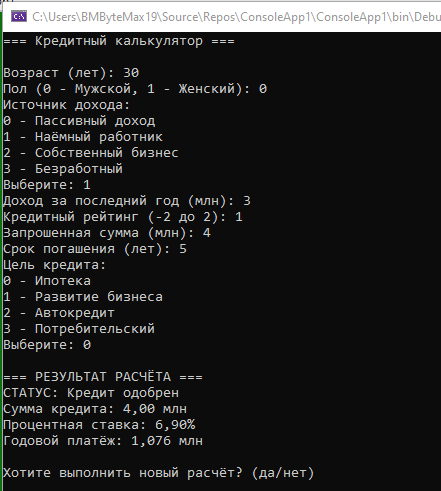 C:\Users\BMByteMax19\Source\Repos\ConsoleApp1\ConsoleApp1\bin\Debu
=== Кредитный калькулятор ===
Возраст (лет): 30
Пол (0 - Мужской, 1 - Женский): 0
Источник дохода:
0 - Пассивный доход
1 - Наёмный работник
2 - Собственный бизнес
3 - Безработный
Выберите: 1
Доход за последний год (млн): 3
Кредитный рейтинг (-2 до 2): 1
Запрошенная сумма (млн): 4
Срок погашения (лет): 5
Цель кредита:
0 - Ипотека
1 - Развитие бизнеса
2 - Автокредит
3 - Потребительский
Выберите: 0
=== РЕЗУЛЬТАТ РАСЧЁТА ===
СТАТУС: Кредит одобрен
Сумма кредита: 4,00 млн
Процентная ставка: 6,90%
Годовой платёж: 1,076 млн
Хотите выполнить новый расчёт? (да/нет)